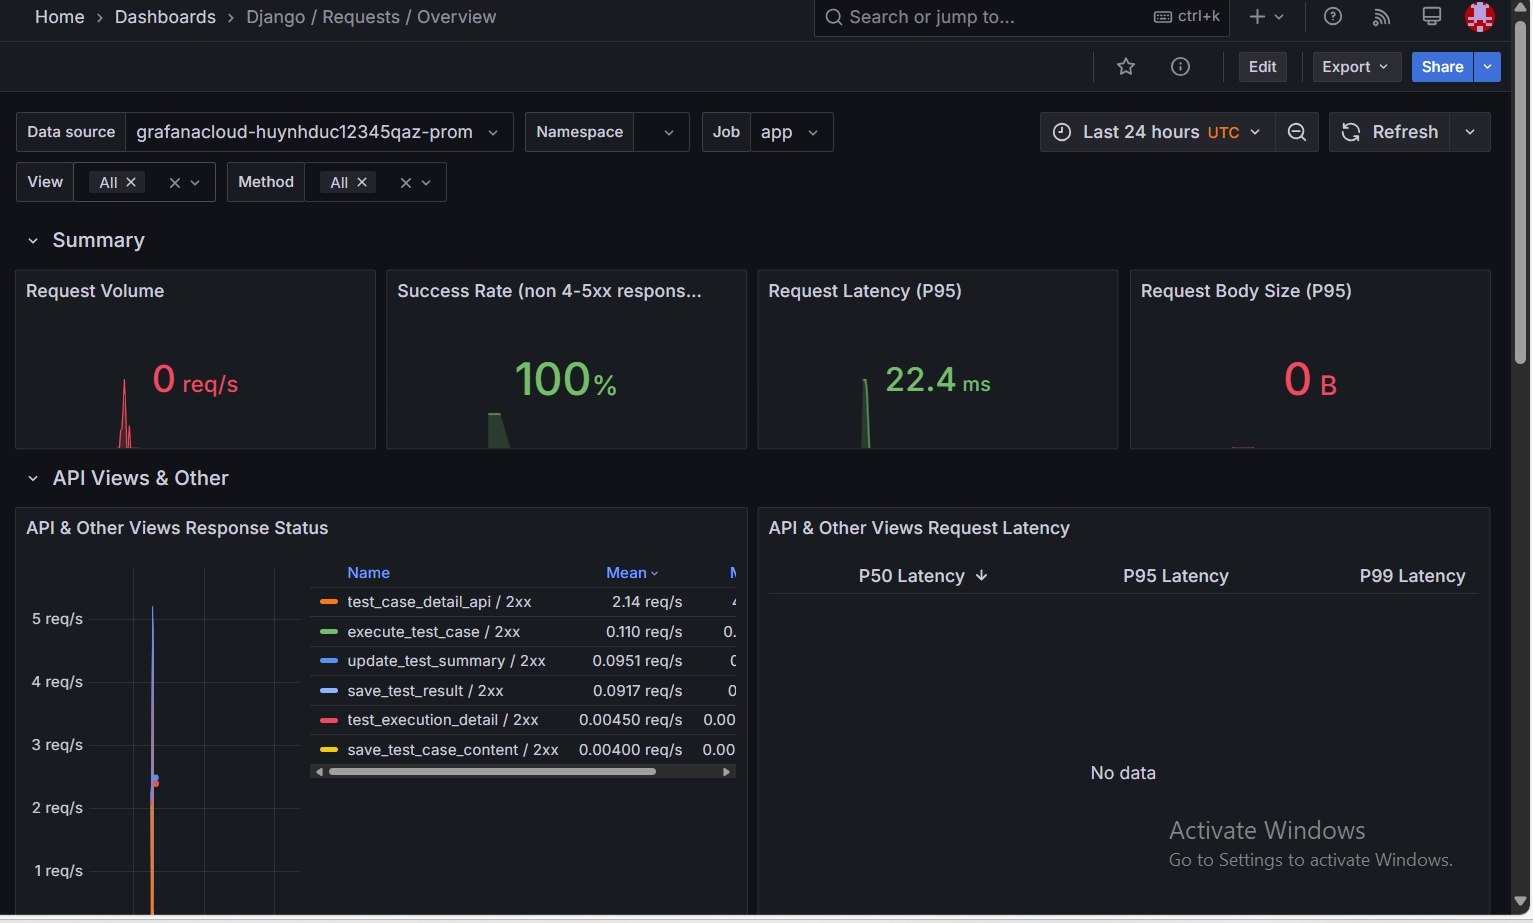 Home › Dashboards › Django / Requests / Overview
Search or jump to... ctrl+k
Edit Export Share
Data source grafanacloud-huynhduc12345qaz-prom Namespace Job app Last 24 hours UTC Refresh
View All Method All
Summary
Request Volume
0 req/s
Success Rate (non 4-5xx respons...
100%
Request Latency (P95)
22.4 ms
Request Body Size (P95)
0 B
API Views & Other
API & Other Views Response Status
5 req/s
4 req/s
3 req/s
2 req/s
1 req/s
Name Mean
test_case_detail_api / 2xx 2.14 req/s
execute_test_case / 2xx 0.110 req/s 0.
update_test_summary / 2xx 0.0951 req/s
save_test_result / 2xx 0.0917 req/s 0
test_execution_detail / 2xx 0.00450 req/s 0.00
save_test_case_content / 2xx 0.00400 req/s 0.00
API & Other Views Request Latency
P50 Latency P95 Latency P99 Latency
No data
Activate Windows
Go to Settings to activate Windows.